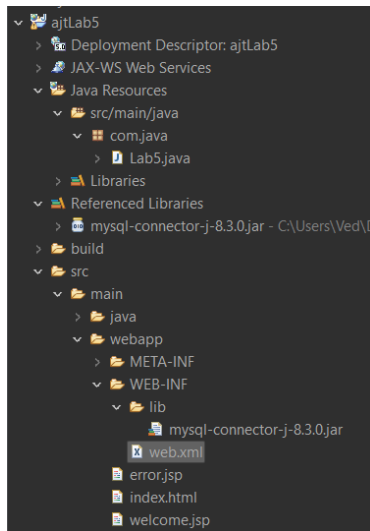 ajtLab5
Deployment Descriptor: ajtLab5
JAX-WS Web Services
Java Resources
src/main/java
com.java
Lab5.java
Libraries
Referenced Libraries
mysql-connector-j-8.3.0.jar - C:\Users\Ved\
build
src
main
java
webapp
META-INF
WEB-INF
lib
mysql-connector-j-8.3.0.jar
web.xml
error.jsp
index.html
welcome.jsp